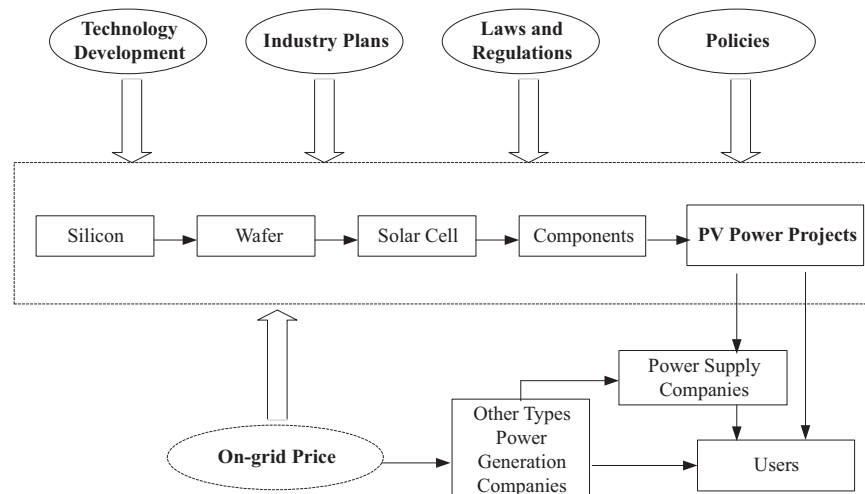 Technology
Development
Industry Plans
Laws and
Regulations
Policies
Silicon
Wafer
Solar Cell
Components
PV Power Projects
Power Supply
Companies
Other Types
Power
Generation
Companies
On-grid Price
Users